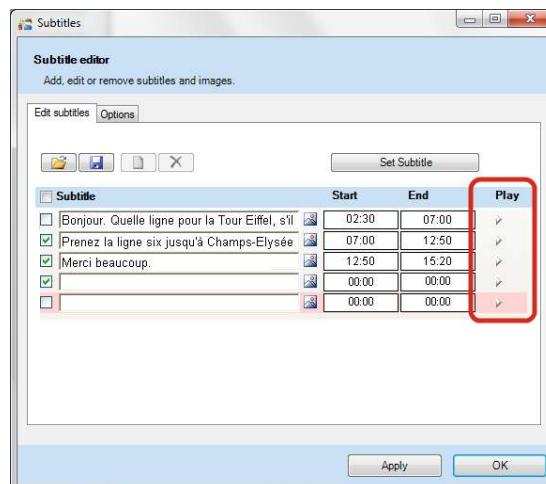 Subtitles
Subtitle editor
Add, edit or remove subtitles and images.
Edit subtitles Options
Set Subtitle
Subtitle Start End Play
Bonjour. Quelle ligne pour la Tour Eiffel, s'il 02:30 07:00
Prenez la ligne six jusqu'à Champs-Elysée 07:00 12:50
Merci beaucoup. 12:50 15:20
00:00 00:00
00:00 00:00
Apply OK